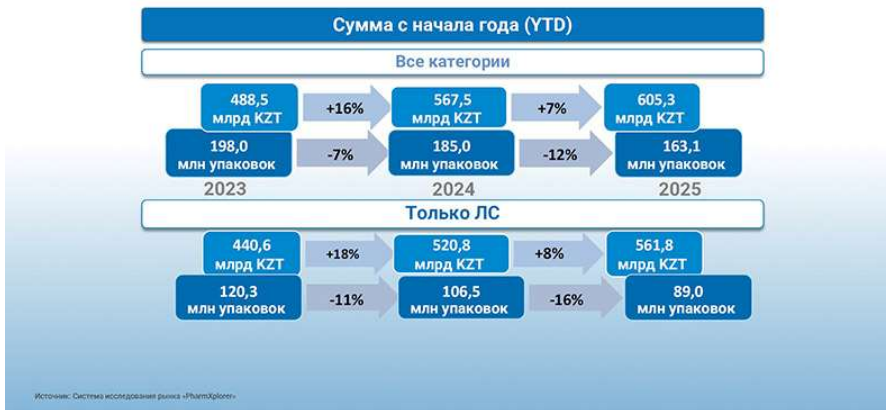 Сумма с начала года (YTD)
Все категории
488,5
млрд KZT
+16%
567,5
млрд KZT
+7%
605,3
млрд KZT
198,0
млн упаковок
-7%
185,0
млн упаковок
-12%
163,1
млн упаковок
2023
2024
2025
Только ЛС
440,6
млрд KZT
+18%
520,8
млрд KZT
+8%
561,8
млрд KZT
120,3
млн упаковок
-11%
106,5
млн упаковок
-16%
89,0
млн упаковок
Источник: Система исследования рынка «PharmXplorer»